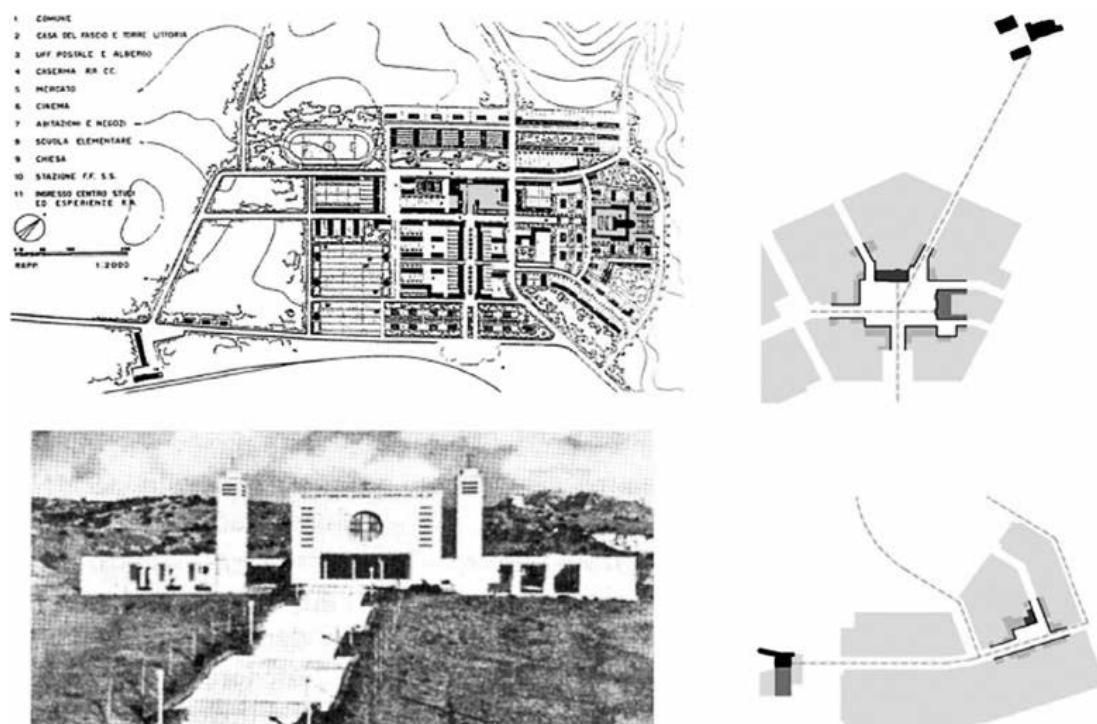 1 COMUNE
2 CASA DEL FASCIO E TORRE LITTORIA
3 UFF. POSTALE E ALBERGO
4 CASERMA RR CC.
5 MERCATO
6 CINEMA
7 ABITAZIONI E NEGOZI
8 SCUOLA ELEMENTARE
9 CHIESA
10 STAZIONE F.F. S.S.
11 INGRESSO CENTRO STUDI
ED ESPERIENZE R.A.
RAPP. 1:2000